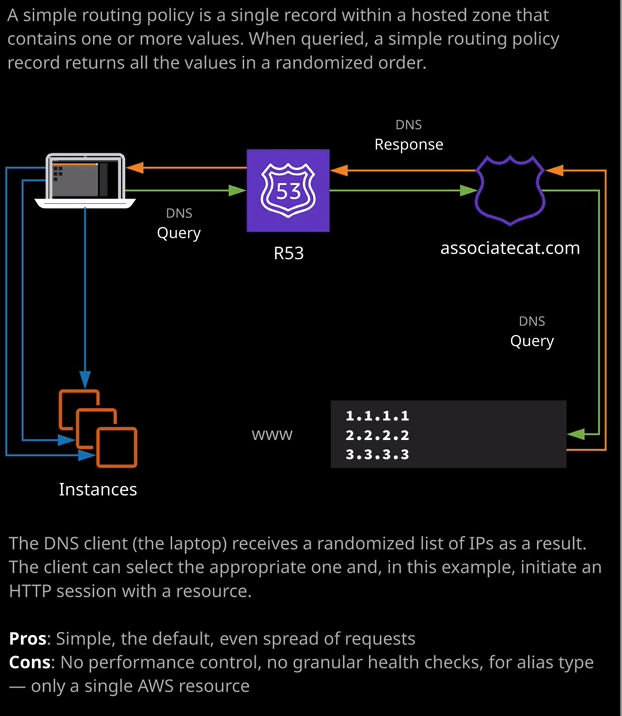 A simple routing policy is a single record within a hosted zone that
contains one or more values. When queried, a simple routing policy
record returns all the values in a randomized order.
DNS
Response
53
DNS
Query
R53
associatecat.com
DNS
Query
1.1.1.1
www
2.2.2.2
3.3.3.3
Instances
The DNS client (the laptop) receives a randomized list of IPs as a result.
The client can select the appropriate one and, in this example, initiate an
HTTP session with a resource.
Pros: Simple, the default, even spread of requests
Cons: No performance control, no granular health checks, for alias type
— only a single AWS resource